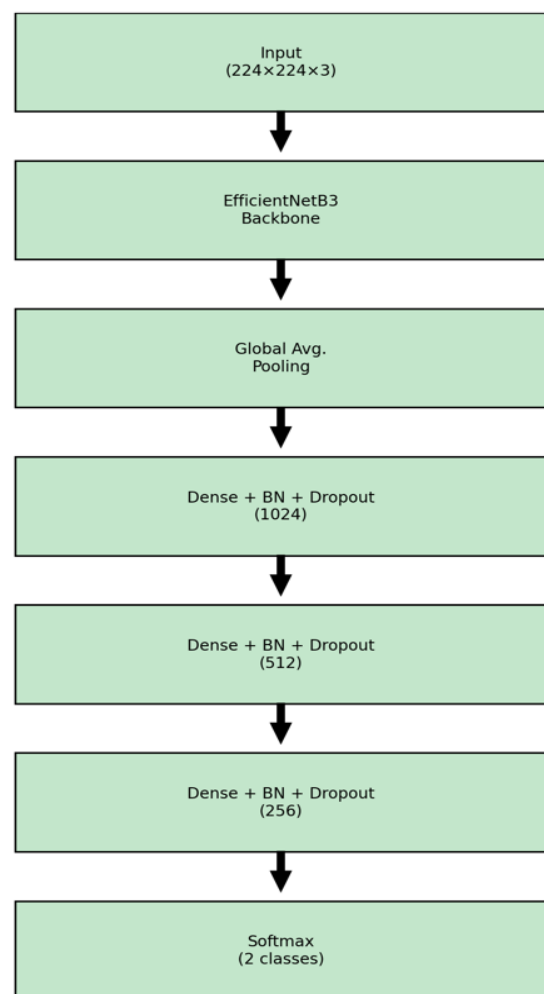 Input
(224×224×3)
EfficientNetB3
Backbone
Global Avg.
Pooling
Dense + BN + Dropout
(1024)
Dense + BN + Dropout
(512)
Dense + BN + Dropout
(256)
Softmax
(2 classes)